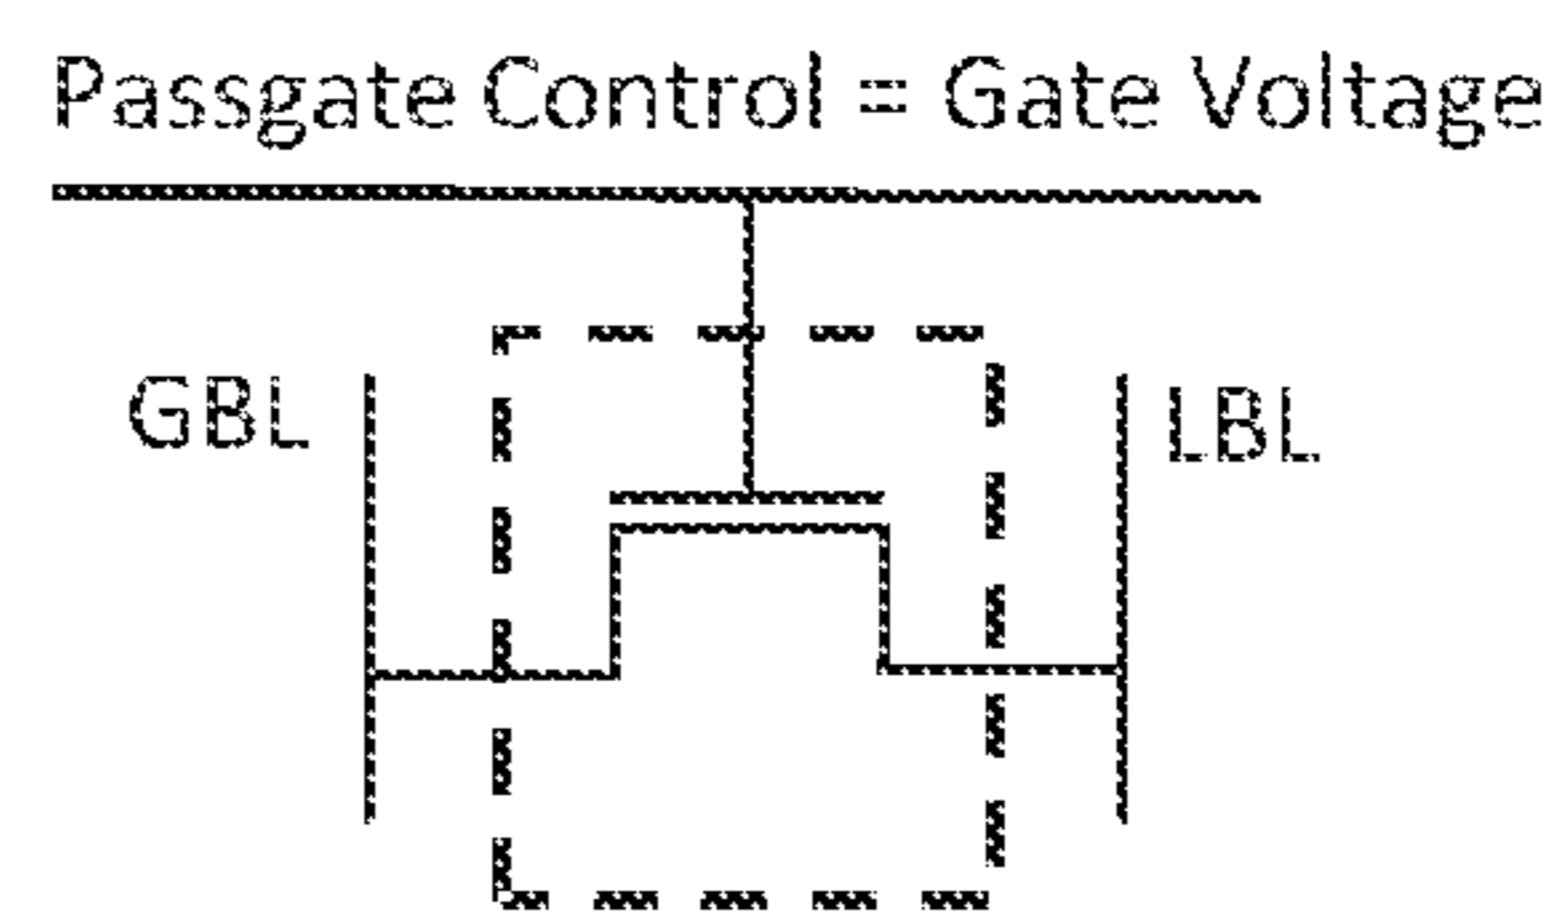 Passgate Control = Gate Voltage
GBL
LBL